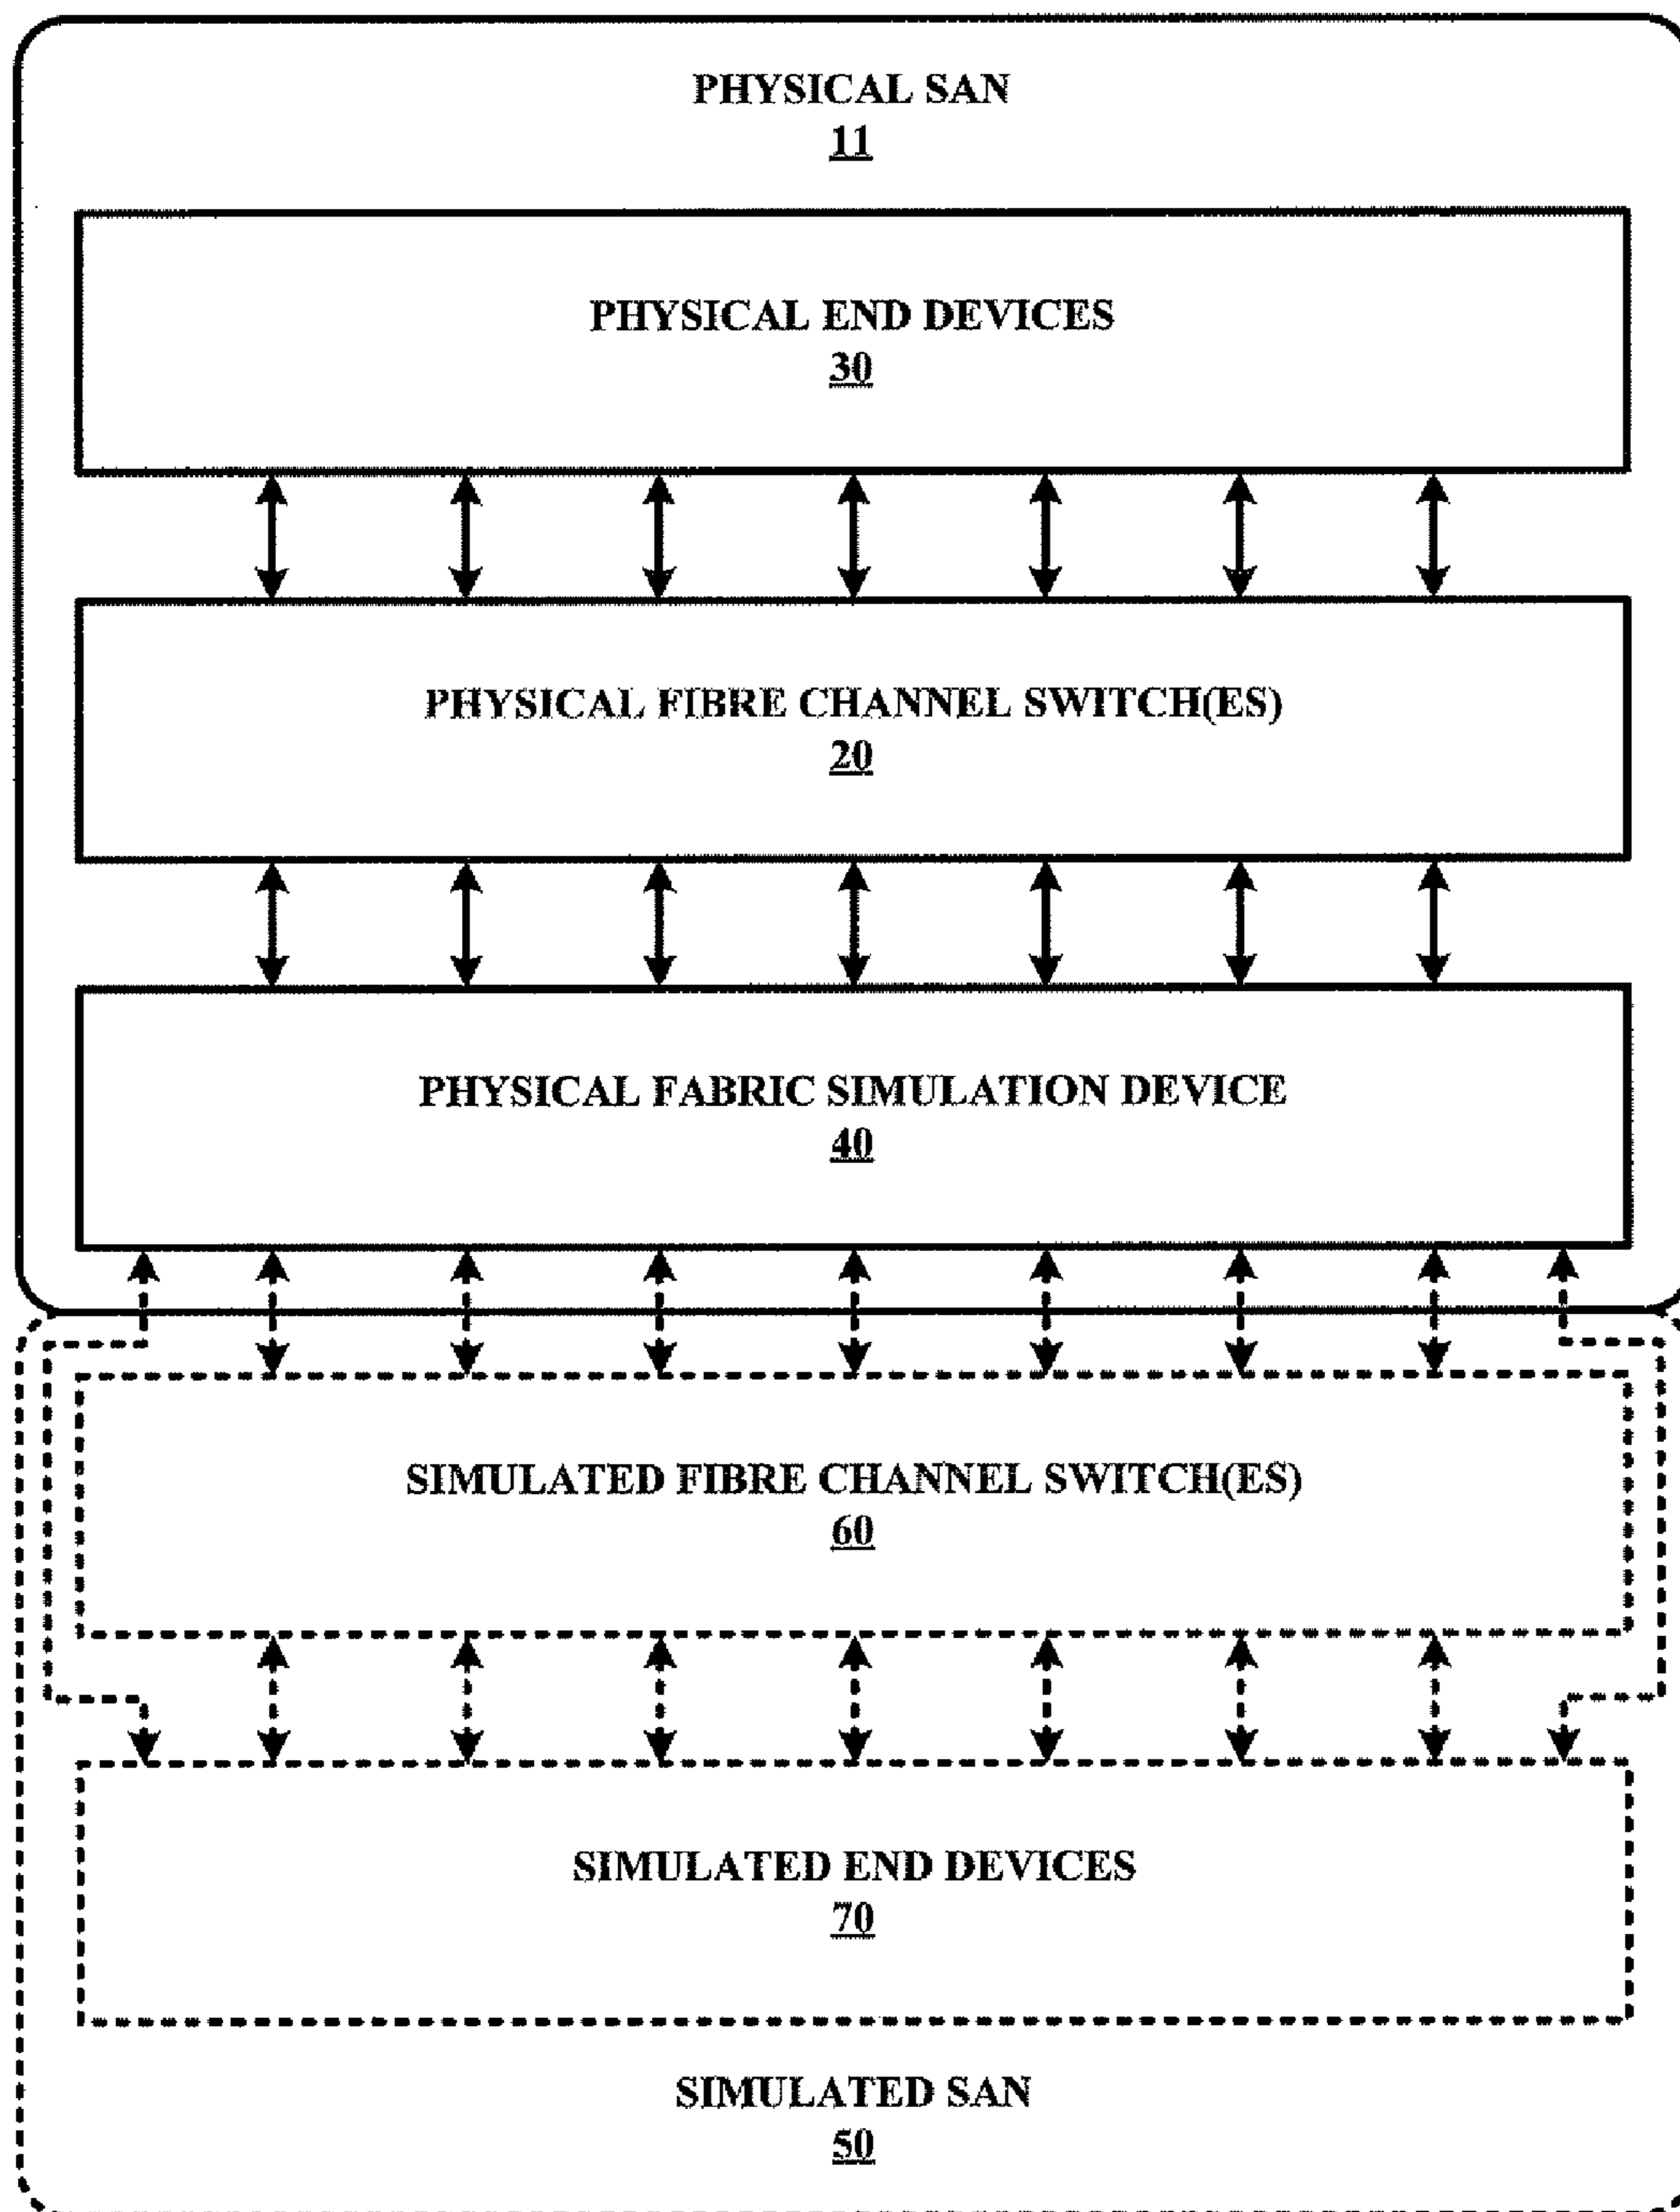 PHYSICAL SAN
11
PHYSICAL END DEVICES
30
PHYSICAL FIBRE CHANNEL SWITCH(ES)
20
PHYSICAL FABRIC SIMULATION DEVICE
40
SIMULATED FIBRE CHANNEL SWITCH(ES)
60
SIMULATED END DEVICES
70
SIMULATED SAN
50